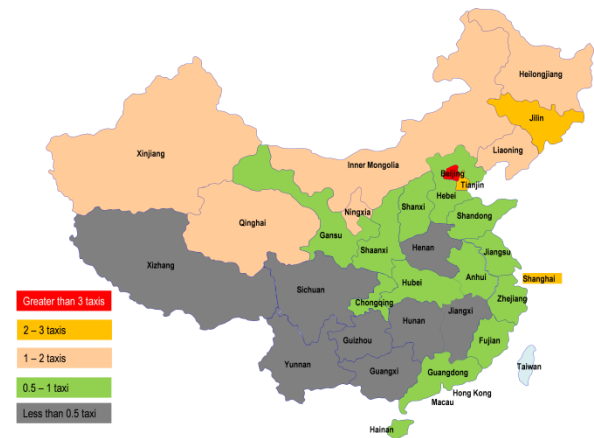 Heilongjiang
Jilin
Liaoning
Xinjiang
Inner Mongolia
Beijing
Tianjin
Hebei
Ningxia
Shanxi
Shandong
Qinghai
Gansu
Shaanxi
Henan
Jiangsu
Xizhang
Shanghai
Anhui
Hubei
Sichuan
Chongqing
Zhejiang
Hunan
Jiangxi
Guizhou
Fujian
Yunnan
Guangxi
Guangdong
Taiwan
Hong Kong
Macau
Hainan
Greater than 3 taxis
2 – 3 taxis
1 – 2 taxis
0.5 – 1 taxi
Less than 0.5 taxi